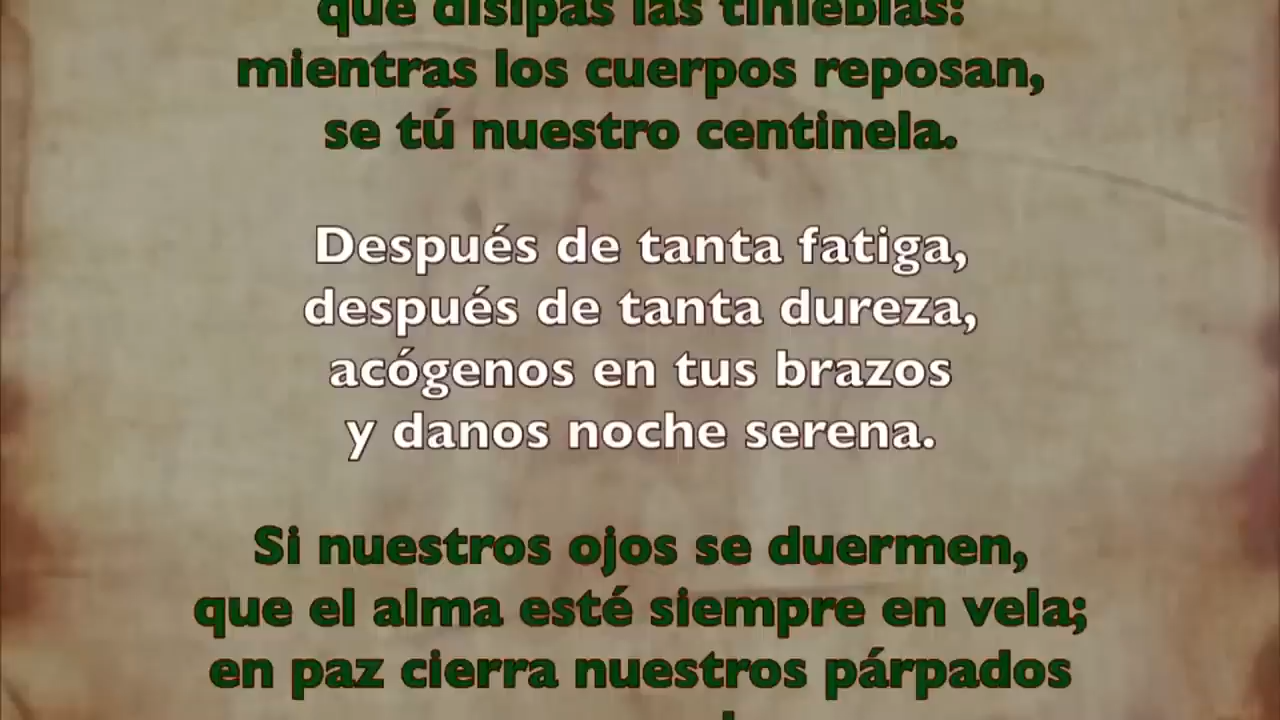 que disipas las tinieblas:
mientras los cuerpos reposan,
se tú nuestro centinela.
Después de tanta fatiga,
después de tanta dureza,
acógenos en tus brazos
y danos noche serena.
Si nuestros ojos se duermen,
que el alma esté siempre en vela;
en paz cierra nuestros párpados